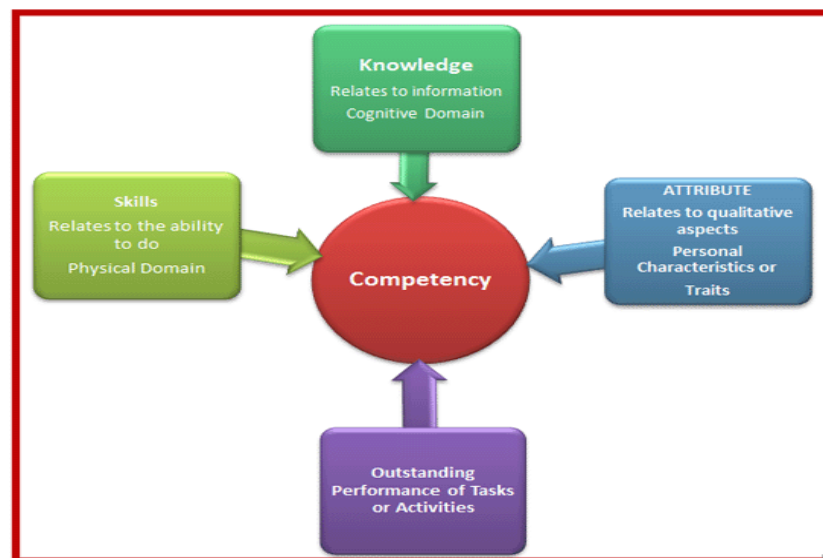 Knowledge
Relates to information
Cognitive Domain
Skills
Relates to the ability
to do
Physical Domain
ATTRIBUTE
Relates to qualitative
aspects
Personal
Characteristics or
Traits
Competency
Outstanding
Performance of Tasks
or Activities